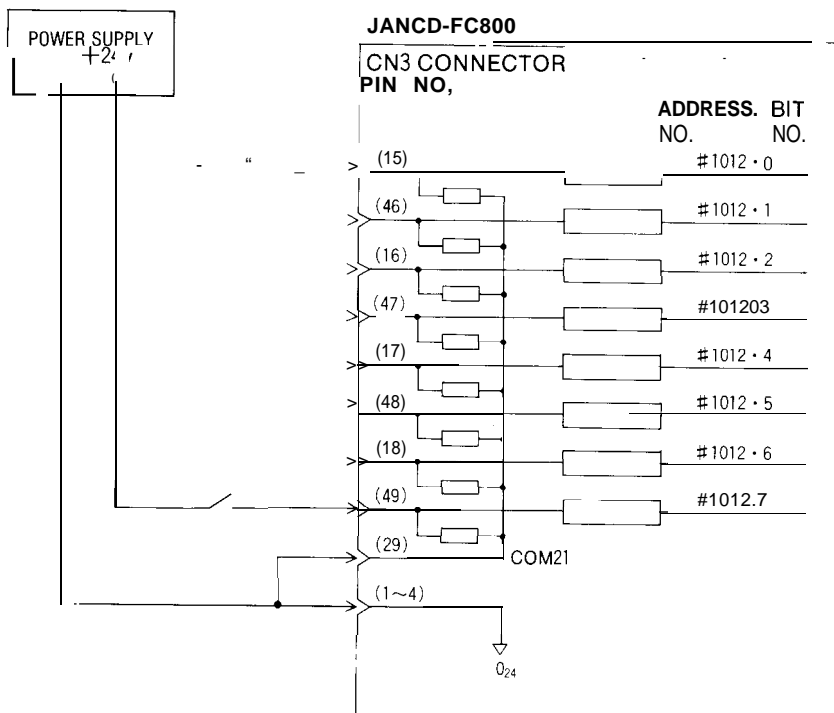 JANCD-FC800
POWER SUPPLY
CN3 CONNECTOR
PIN NO,
ADDRESS. BIT
NO. NO.
(15) #1012・0
(46) #1012・1
(16) #1012・2
(47) #101203
(17) #1012・4
(48) #1012・5
(18) #1012・6
(49) #1012.7
(29) COM21
(1~4)
0₂₄